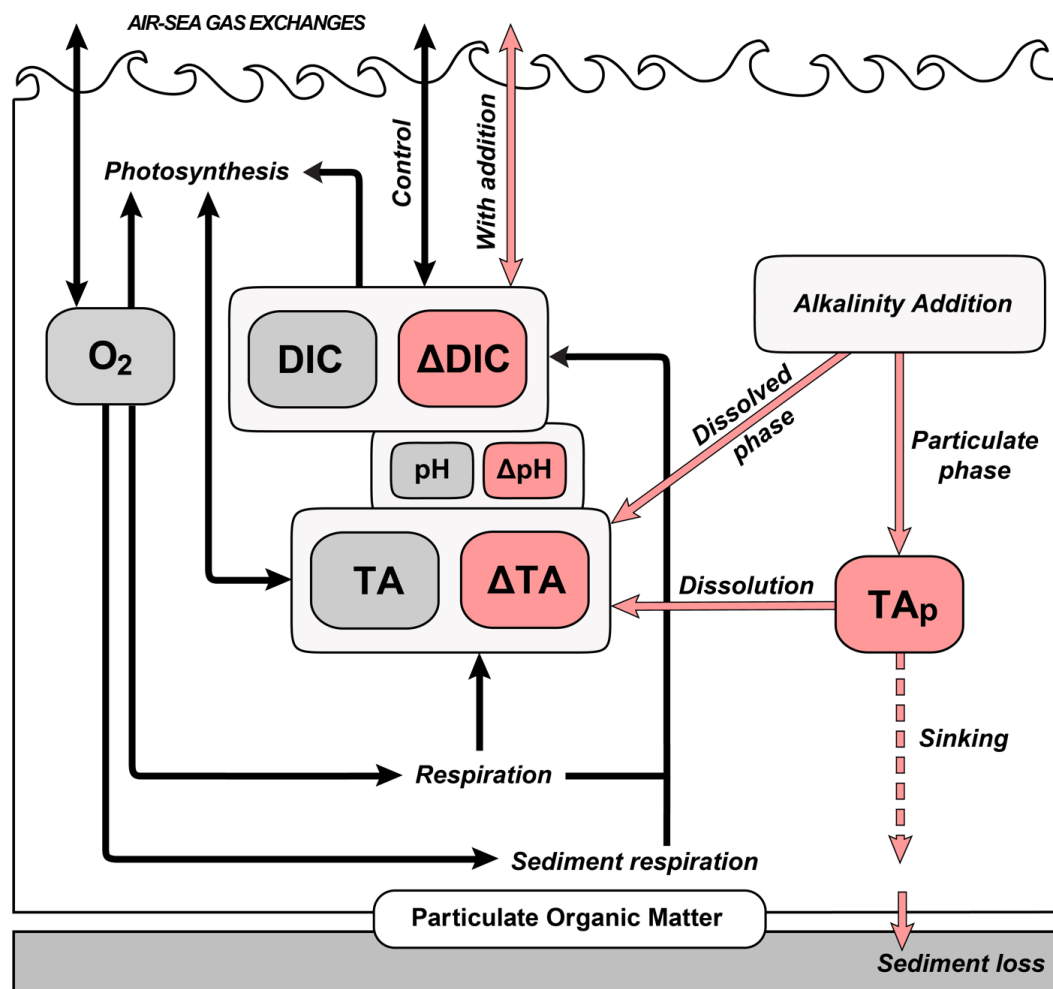 AIR-SEA GAS EXCHANGES
Control
With addition
Photosynthesis
Alkalinity Addition
O₂
DIC
ΔDIC
Dissolved
phase
Particulate
phase
pH
ΔpH
TA
ΔTA
Dissolution
TAp
Sinking
Respiration
Sediment respiration
Particulate Organic Matter
Sediment loss